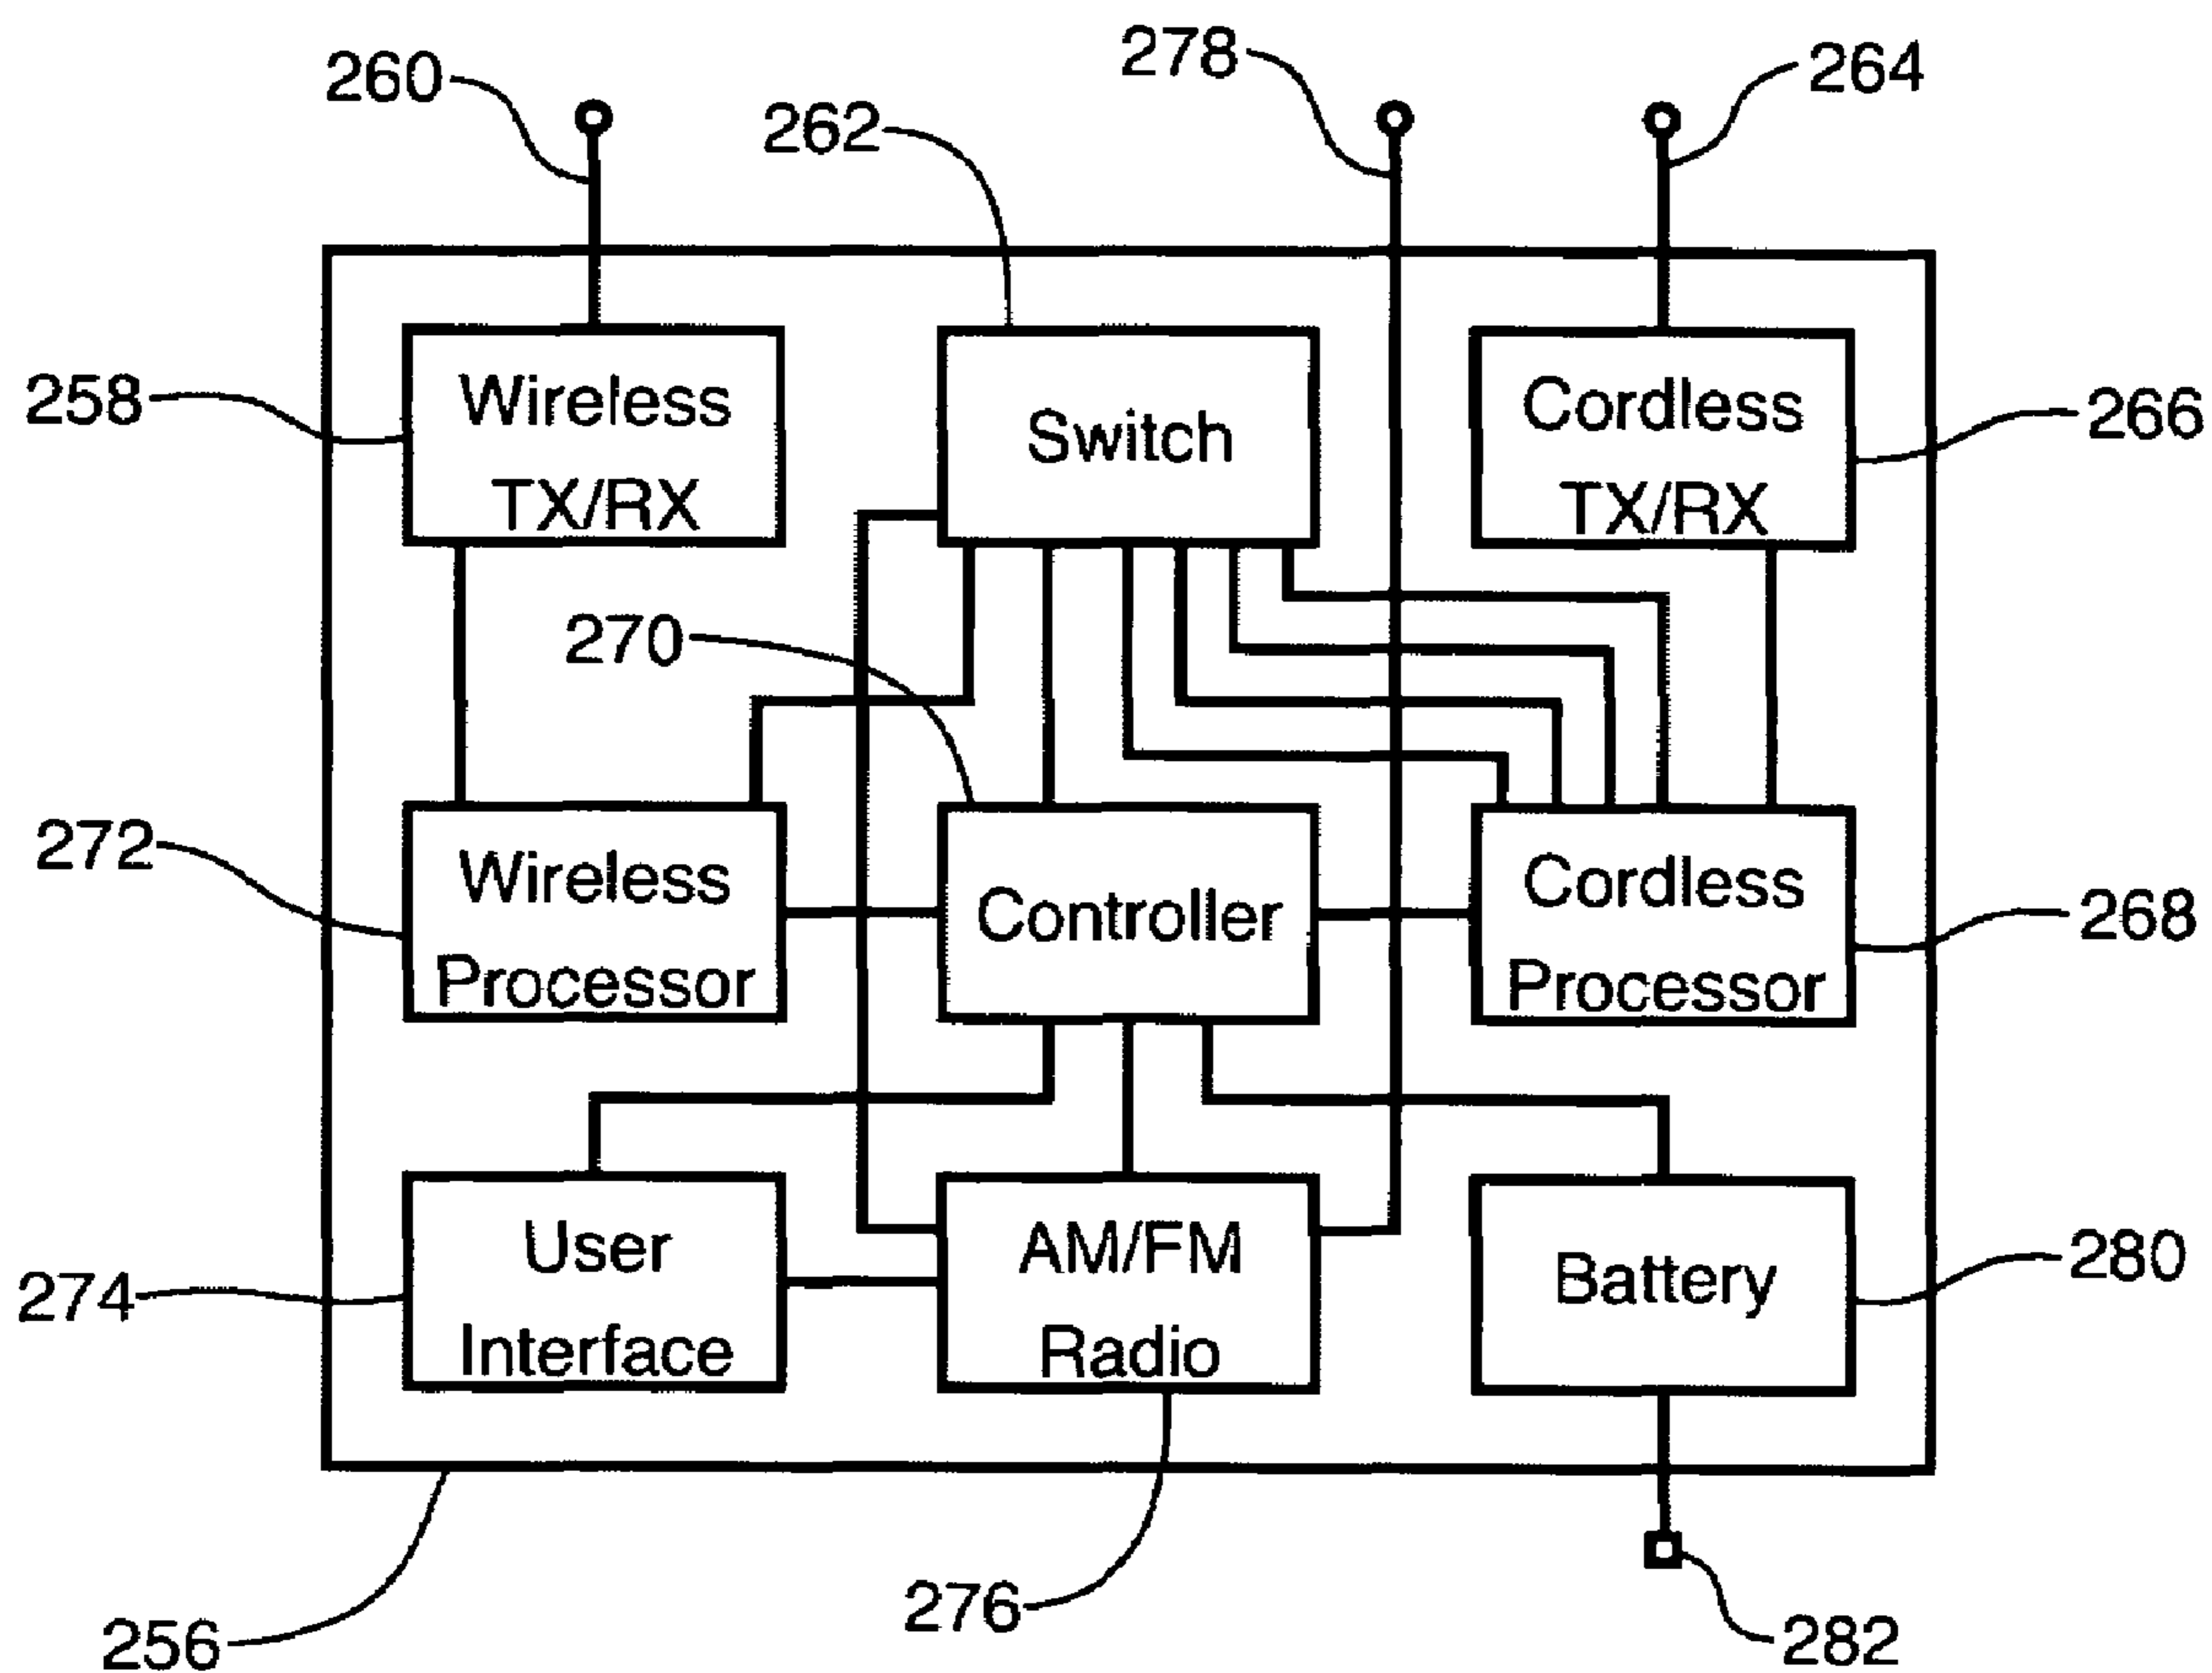 260
278
264
262
258
Wireless
TX/RX
Switch
Cordless
TX/RX
266
270
272
Wireless
Processor
Controller
Cordless
Processor
268
274
User
Interface
AM/FM
Radio
Battery
280
256
276
282